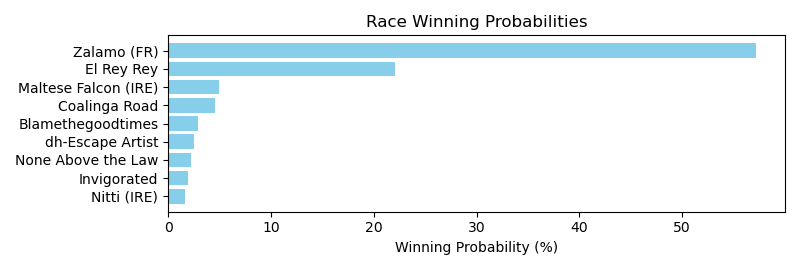 Race Winning Probabilities
Zalamo (FR)
El Rey Rey
Maltese Falcon (IRE)
Coalinga Road
Blamethegoodtimes
dh-Escape Artist
None Above the Law
Invigorated
Nitti (IRE)
0 10 20 30 40 50
Winning Probability (%)